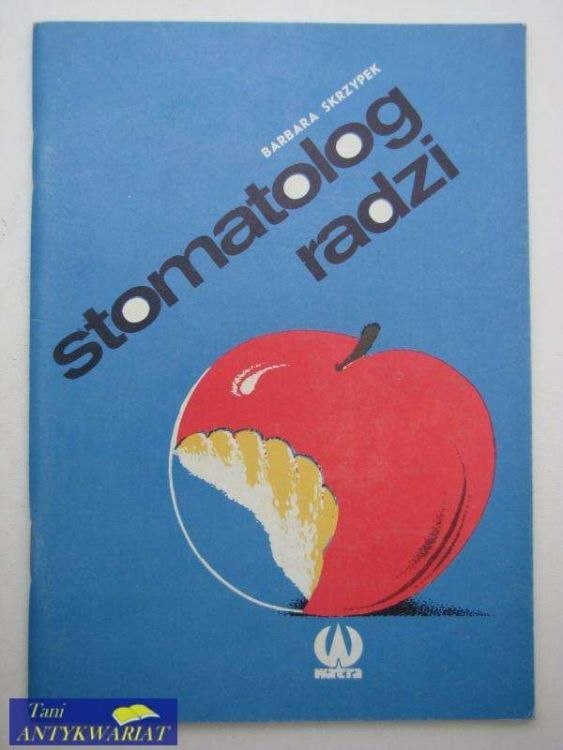 BARBARA SKRZYPEK
stomatolog
radzi
watra
Tani
ANTYKWARIAT